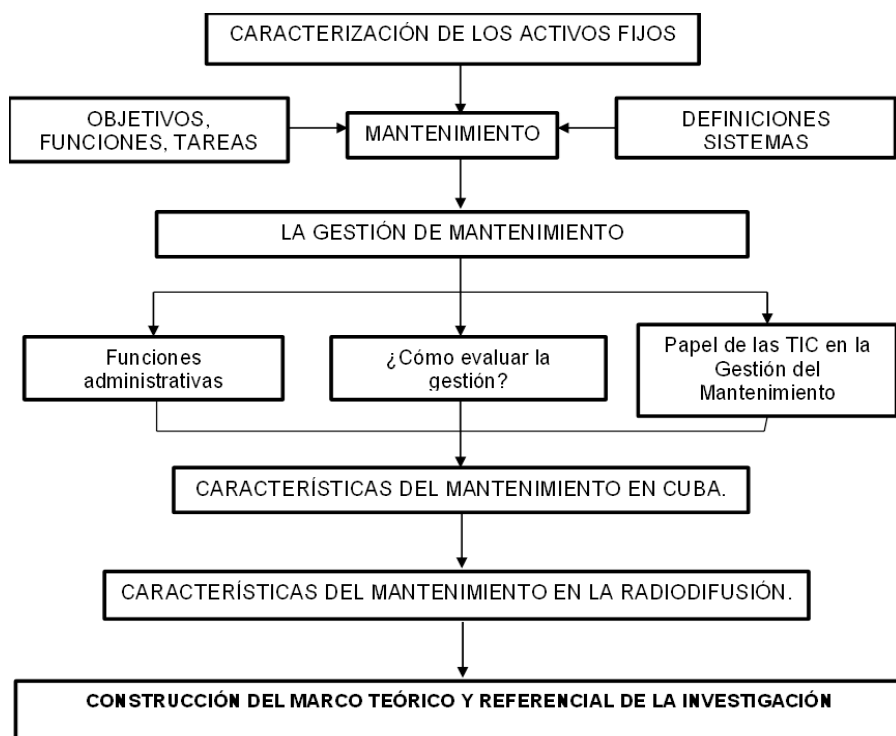 CARACTERIZACIÓN DE LOS ACTIVOS FIJOS
OBJETIVOS,
FUNCIONES, TAREAS
MANTENIMIENTO
DEFINICIONES
SISTEMAS
LA GESTIÓN DE MANTENIMIENTO
Funciones
administrativas
¿Cómo evaluar la
gestión?
Papel de las TIC en la
Gestión del
Mantenimiento
CARACTERÍSTICAS DEL MANTENIMIENTO EN CUBA.
CARACTERÍSTICAS DEL MANTENIMIENTO EN LA RADIODIFUSIÓN.
CONSTRUCCIÓN DEL MARCO TEÓRICO Y REFERENCIAL DE LA INVESTIGACIÓN